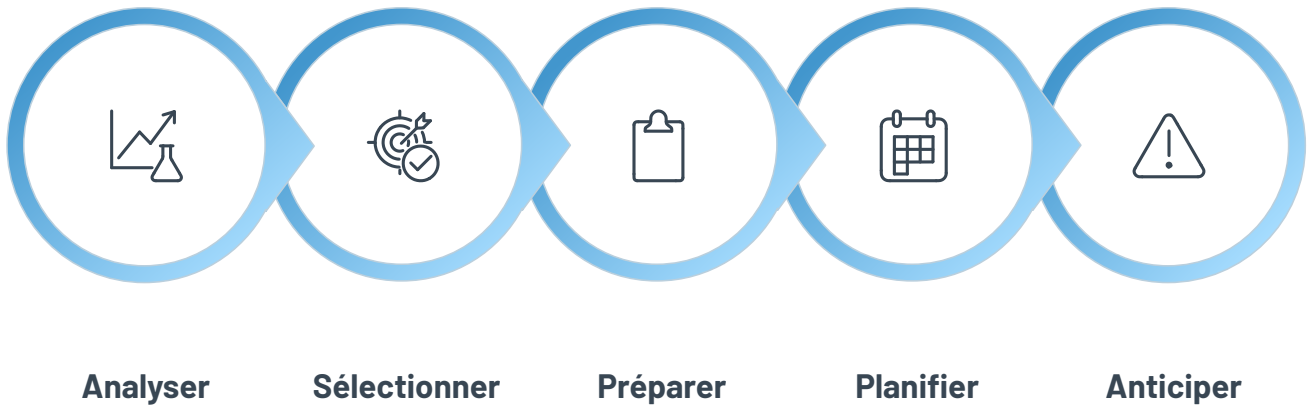 Analyser
Sélectionner
Préparer
Planifier
Anticiper